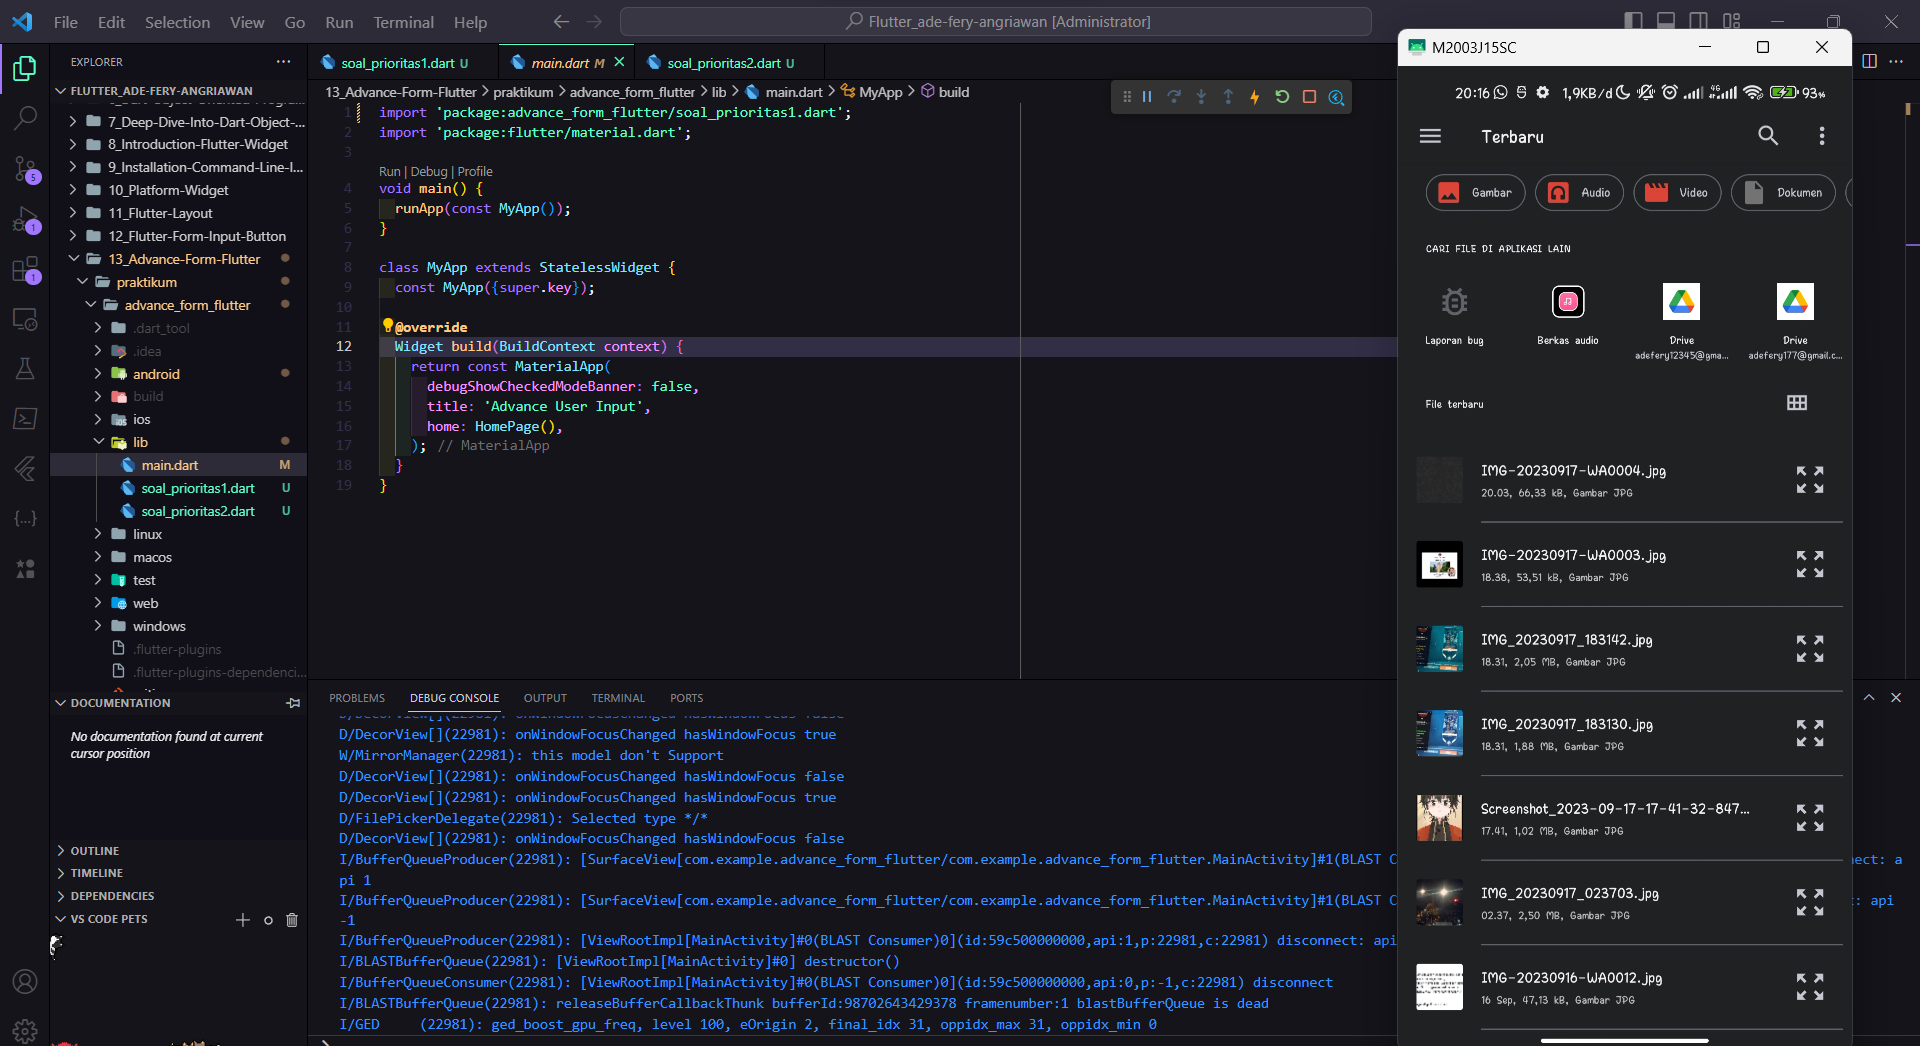 File Edit Selection View Go Run Terminal Help
Flutter_ade-fery-angriawan [Administrator]
EXPLORER
FLUTTER_ADE-FERY-ANGRIAWAN
7_Deep-Dive-Into-Dart-Object-...
8_Introduction-Flutter-Widget
9_Installation-Command-Line-I...
10_Platform-Widget
11_Flutter-Layout
12_Flutter-Form-Input-Button
13_Advance-Form-Flutter
praktikum
advance_form_flutter
.dart_tool
.idea
android
build
ios
lib
main.dart M
soal_prioritas1.dart U
soal_prioritas2.dart U
linux
macos
test
web
windows
.flutter-plugins
.flutter-plugins-dependenci...
DOCUMENTATION
No documentation found at current
cursor position
OUTLINE
TIMELINE
DEPENDENCIES
VS CODE PETS
5
1
1
soal_prioritas1.dart U
main.dart M
soal_prioritas2.dart U
13_Advance-Form-Flutter > praktikum > advance_form_flutter > lib > main.dart > MyApp > build
1 import 'package:advance_form_flutter/soal_prioritas1.dart';
2 import 'package:flutter/material.dart';
3
Run | Debug | Profile
4 void main() {
5 runApp(const MyApp());
6 }
7
8 class MyApp extends StatelessWidget {
9 const MyApp({super.key});
10
11 @override
12 Widget build(BuildContext context) {
13 return const MaterialApp(
14 debugShowCheckedModeBanner: false,
15 title: 'Advance User Input',
16 home: HomePage(),
17 ); // MaterialApp
18 }
19 }
PROBLEMS DEBUG CONSOLE OUTPUT TERMINAL PORTS
D/DecorView[](22981): onWindowFocusChanged hasWindowFocus false
D/DecorView[](22981): onWindowFocusChanged hasWindowFocus true
W/MirrorManager(22981): this model don't Support
D/DecorView[](22981): onWindowFocusChanged hasWindowFocus false
D/DecorView[](22981): onWindowFocusChanged hasWindowFocus true
D/FilePickerDelegate(22981): Selected type */*
D/DecorView[](22981): onWindowFocusChanged hasWindowFocus false
I/BufferQueueProducer(22981): [SurfaceView[com.example.advance_form_flutter/com.example.advance_form_flutter.MainActivity]#1(BLAST C
ect: a
pi 1
I/BufferQueueProducer(22981): [SurfaceView[com.example.advance_form_flutter/com.example.advance_form_flutter.MainActivity]#1(BLAST C
t: api
-1
I/BufferQueueProducer(22981): [ViewRootImpl[MainActivity]#0(BLAST Consumer)0](id:59c500000000,api:1,p:22981,c:22981) disconnect: api
I/BLASTBufferQueue(22981): [ViewRootImpl[MainActivity]#0] destructor()
I/BufferQueueConsumer(22981): [ViewRootImpl[MainActivity]#0(BLAST Consumer)0](id:59c500000000,api:0,p:-1,c:22981) disconnect
I/BLASTBufferQueue(22981): releaseBufferCallbackThunk bufferId:98702643429378 framenumber:1 blastBufferQueue is dead
I/GED (22981): ged_boost_gpu_freq, level 100, eOrigin 2, final_idx 31, oppidx_max 31, oppidx_min 0
M2003J15SC
20:16 1,9KB/d 4G 93%
Terbaru
Gambar Audio Video Dokumen
CARI FILE DI APLIKASI LAIN
Laporan bug
Berkas audio
Drive
adefery12345@gma...
Drive
adefery177@gmail.c...
File terbaru
IMG-20230917-WA0004.jpg
20.03, 66,33 kB, Gambar JPG
IMG-20230917-WA0003.jpg
18.38, 53,51 kB, Gambar JPG
IMG_20230917_183142.jpg
18.31, 2,05 MB, Gambar JPG
IMG_20230917_183130.jpg
18.31, 1,88 MB, Gambar JPG
Screenshot_2023-09-17-17-41-32-847...
17.41, 1,02 MB, Gambar JPG
IMG_20230917_023703.jpg
02.37, 2,50 MB, Gambar JPG
IMG-20230916-WA0012.jpg
16 Sep, 47,13 kB, Gambar JPG